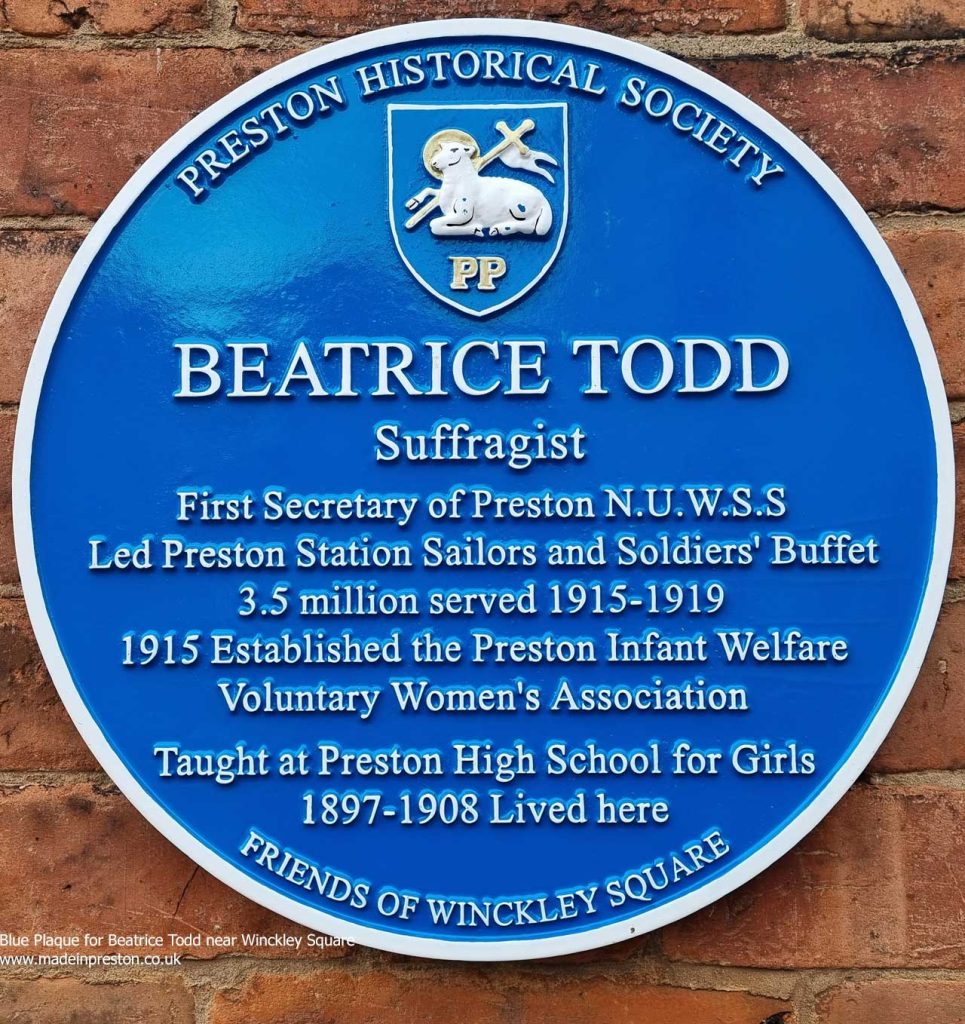 PRESTON HISTORICAL SOCIETY
PP
BEATRICE TODD
Suffragist
First Secretary of Preston N.U.W.S.S
Led Preston Station Sailors and Soldiers' Buffet
3.5 million served 1915-1919
1915 Established the Preston Infant Welfare
Voluntary Women's Association
Taught at Preston High School for Girls
1897-1908 Lived here
FRIENDS OF WINCKLEY SQUARE
Blue Plaque for Beatrice Todd near Winckley Square
www.madeinpreston.co.uk